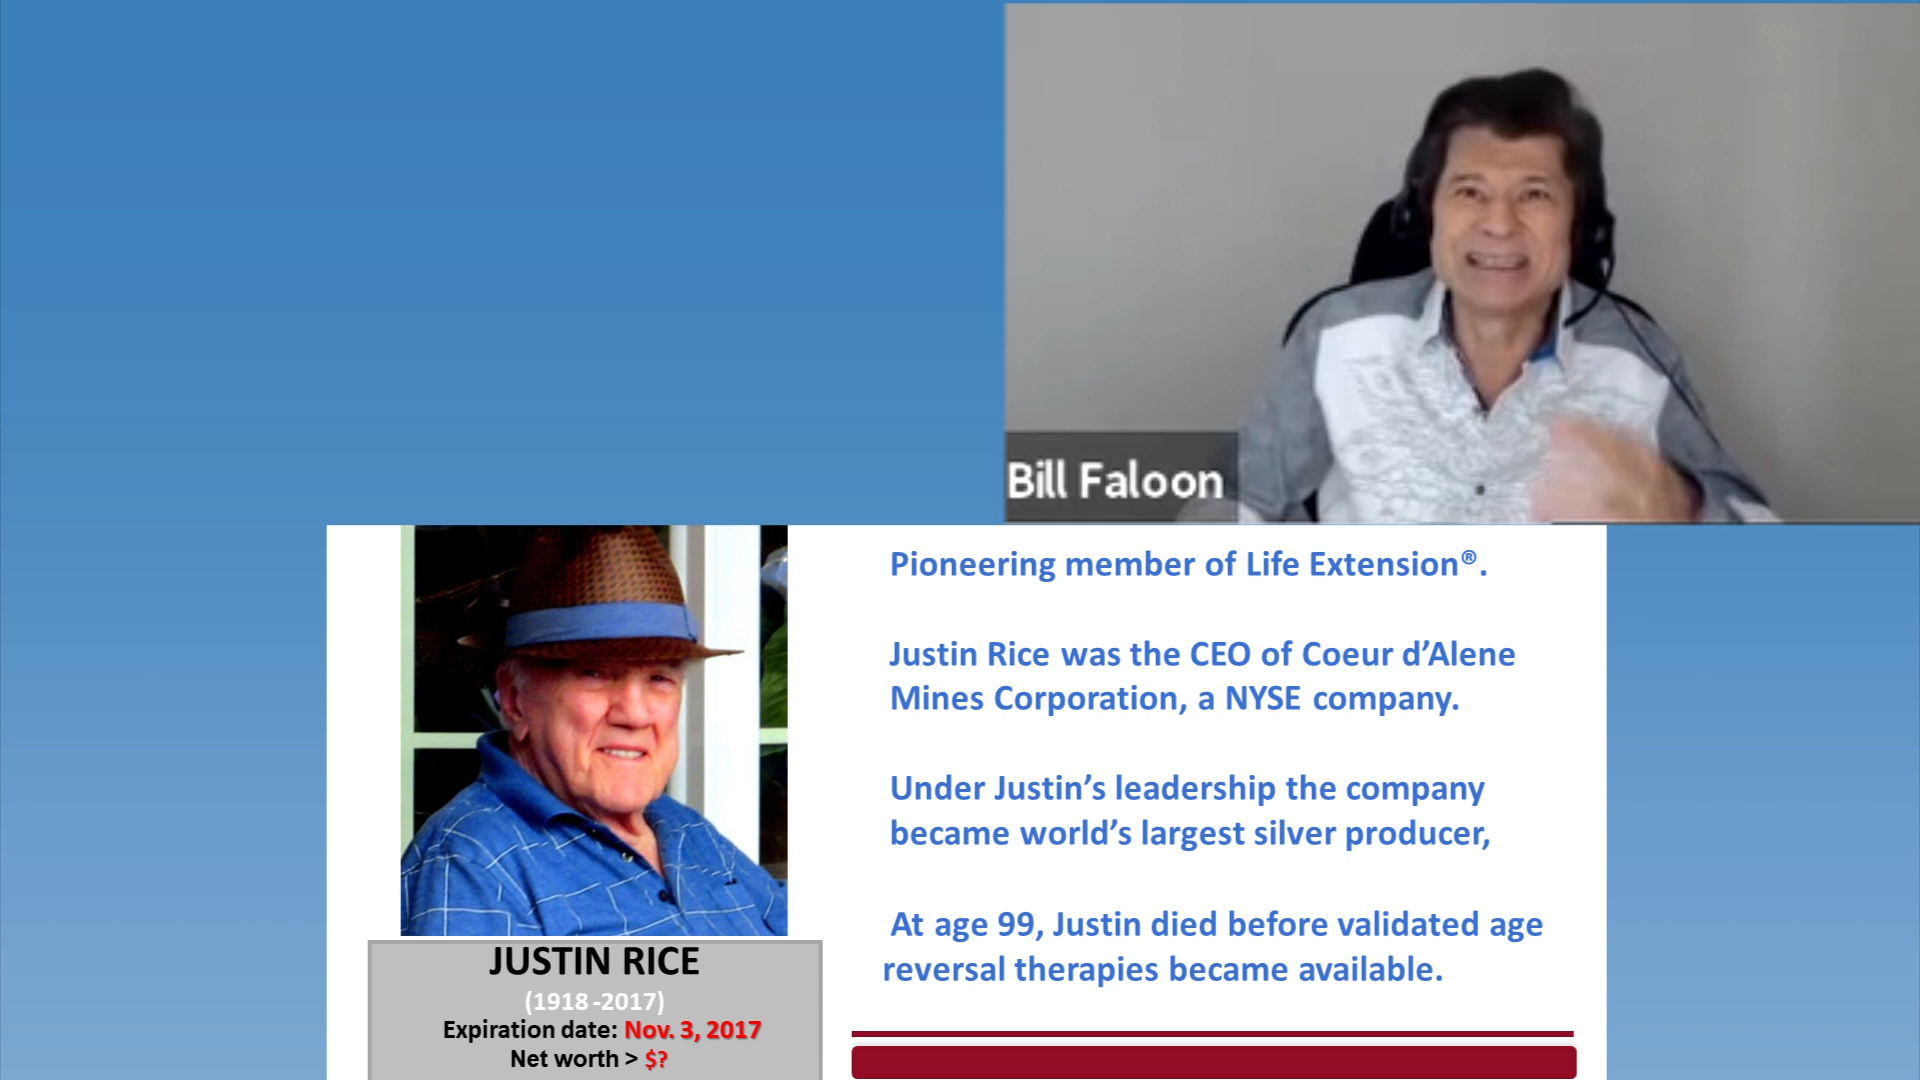 Bill Faloon
Pioneering member of Life Extension®.
Justin Rice was the CEO of Coeur d’Alene
Mines Corporation, a NYSE company.
Under Justin’s leadership the company
became world’s largest silver producer,
At age 99, Justin died before validated age
reversal therapies became available.
JUSTIN RICE
(1918-2017)
Expiration date: Nov. 3, 2017
Net worth > $?